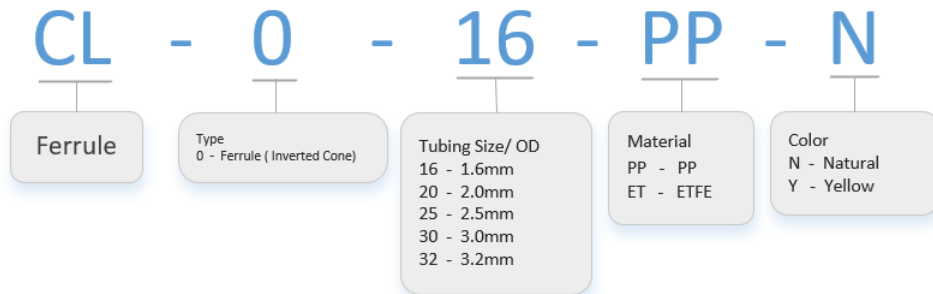 CL - 0 - 16 - PP - N
Ferrule
Type
0 - Ferrule ( Inverted Cone)
Tubing Size/ OD
16 - 1.6mm
20 - 2.0mm
25 - 2.5mm
30 - 3.0mm
32 - 3.2mm
Material
PP - PP
ET - ETFE
Color
N - Natural
Y - Yellow